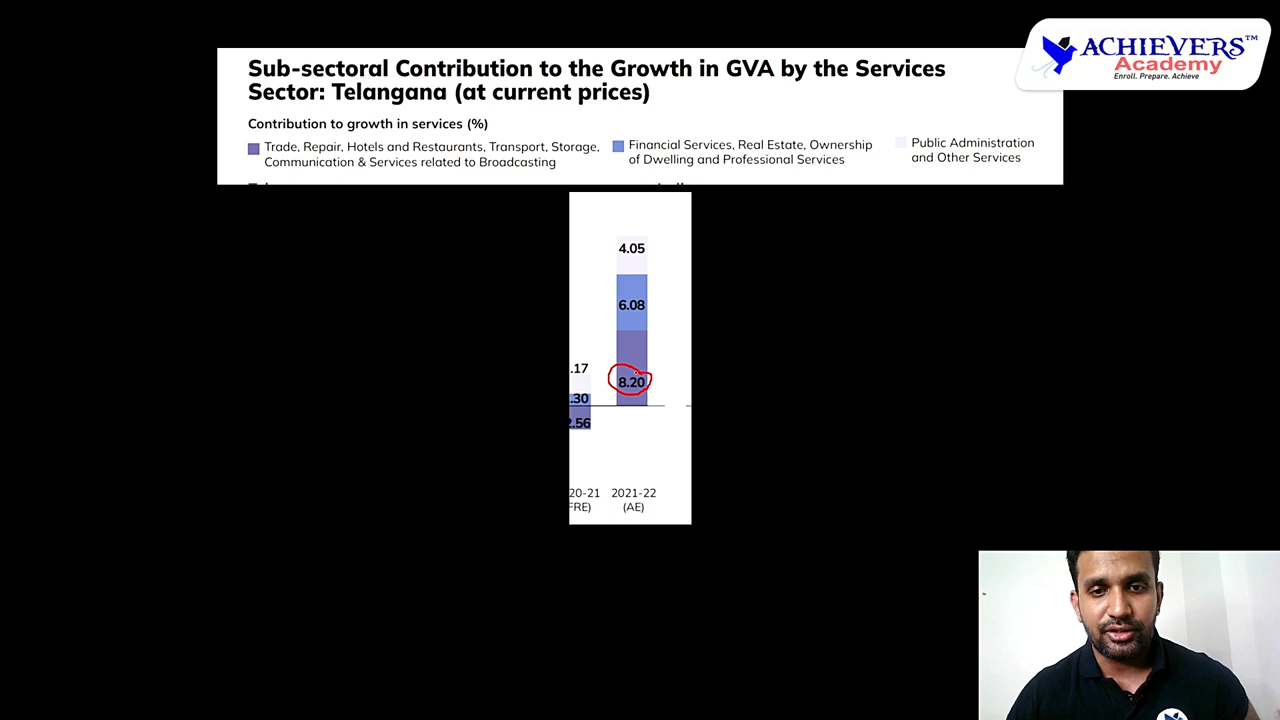 ACHIEVERS™
Academy
Enroll. Prepare. Achieve
Sub-sectoral Contribution to the Growth in GVA by the Services
Sector: Telangana (at current prices)
Contribution to growth in services (%)
Trade, Repair, Hotels and Restaurants, Transport, Storage,
Communication & Services related to Broadcasting
Financial Services, Real Estate, Ownership
of Dwelling and Professional Services
Public Administration
and Other Services
4.05
6.08
8.20
.17
.30
2.56
20-21
FRE)
2021-22
(AE)